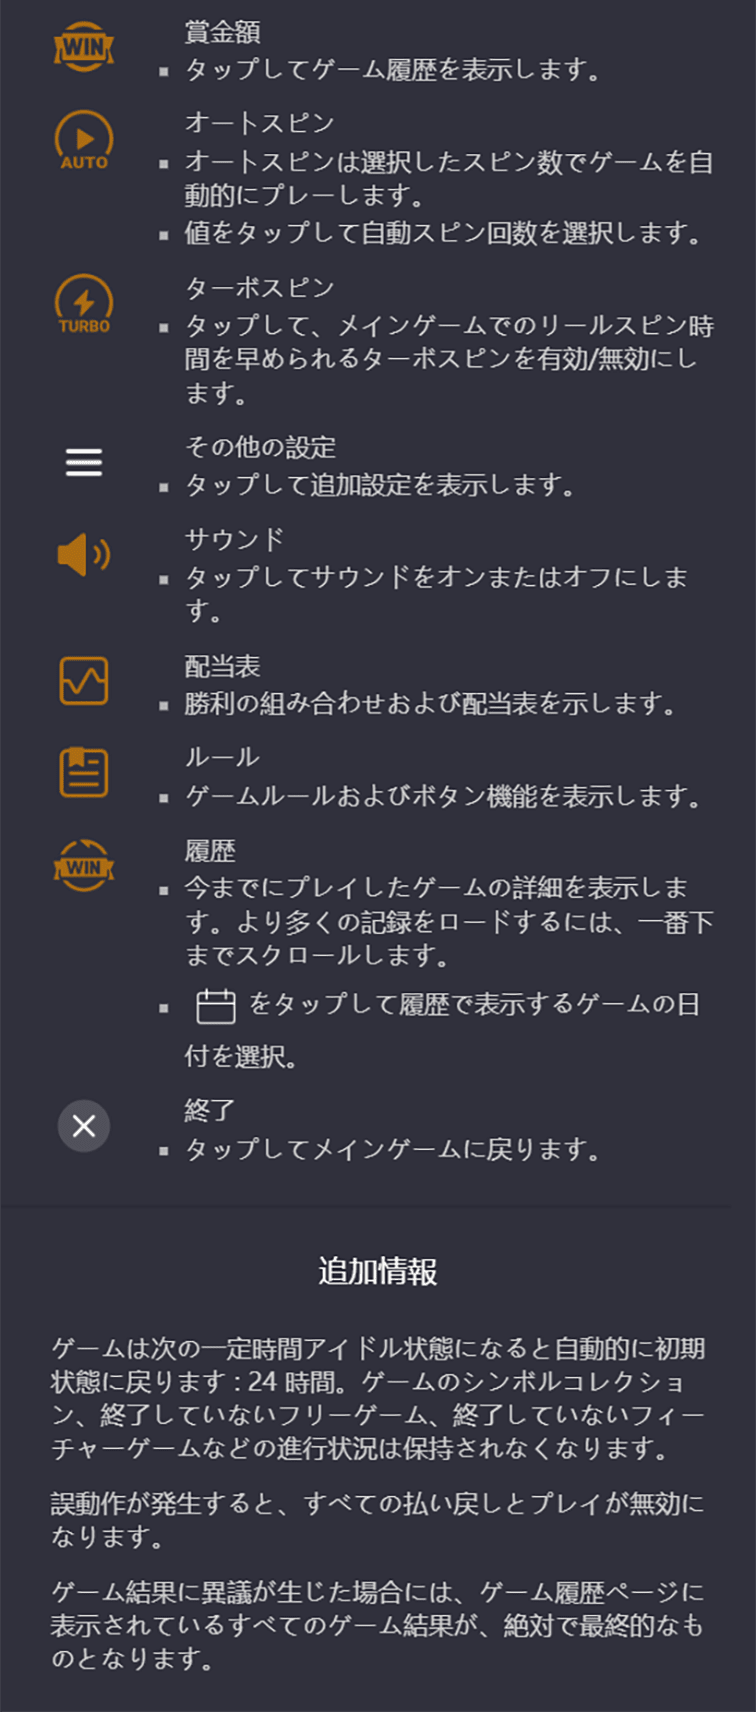 WIN
賞金額
▪ タップしてゲーム履歴を表示します。
AUTO
オートスピン
▪ オートスピンは選択したスピン数でゲームを自
動的にプレーします。
▪ 値をタップして自動スピン回数を選択します。
TURBO
ターボスピン
▪ タップして、メインゲームでのリールスピン時
間を早められるターボスピンを有効/無効にし
ます。
その他の設定
▪ タップして追加設定を表示します。
サウンド
▪ タップしてサウンドをオンまたはオフにしま
す。
配当表
▪ 勝利の組み合わせおよび配当表を示します。
ルール
▪ ゲームルールおよびボタン機能を表示します。
WIN
履歴
▪ 今までにプレイしたゲームの詳細を表示しま
す。より多くの記録をロードするには、一番下
までスクロールします。
▪ をタップして履歴で表示するゲームの日
付を選択。
終了
▪ タップしてメインゲームに戻ります。
追加情報
ゲームは次の一定時間アイドル状態になると自動的に初期
状態に戻ります : 24 時間。ゲームのシンボルコレクショ
ン、終了していないフリーゲーム、終了していないフィー
チャーゲームなどの進行状況は保持されなくなります。
誤動作が発生すると、すべての払い戻しとプレイが無効に
なります。
ゲーム結果に異議が生じた場合には、ゲーム履歴ページに
表示されているすべてのゲーム結果が、絶対で最終的なも
のとなります。